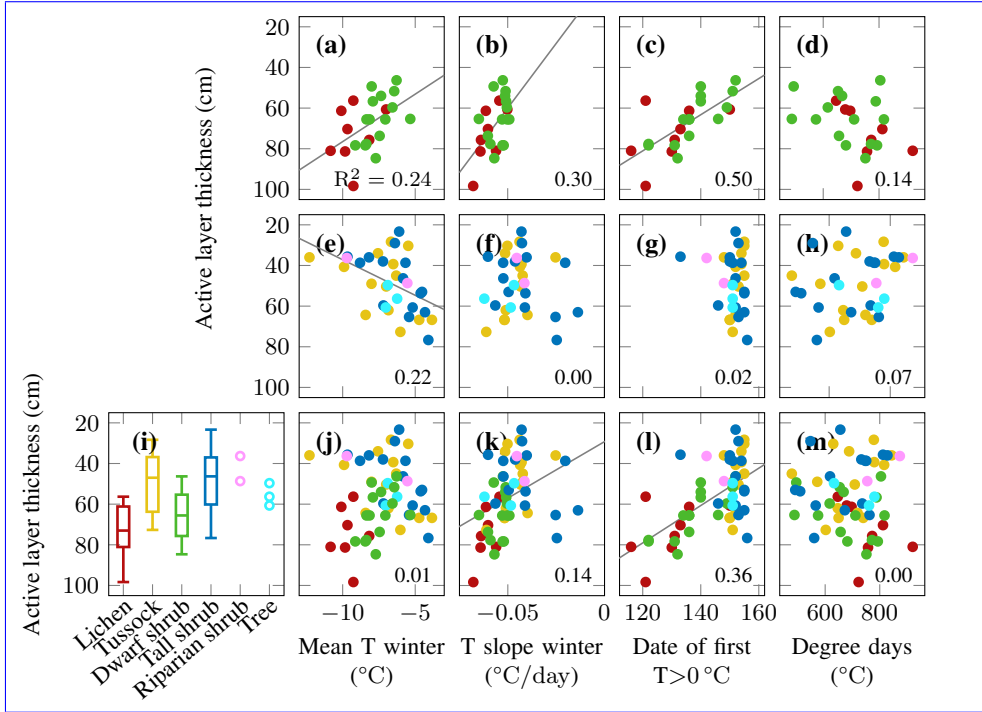 20
40
60
80
100
Active layer thickness (cm)
(a)
R² = 0.24
(b)
0.30
(c)
0.50
(d)
0.14
20
40
60
80
100
Active layer thickness (cm)
(e)
0.22
(f)
0.00
(g)
0.02
(h)
0.07
20
40
60
80
100
Active layer thickness (cm)
(i)
Lichen
Tussock
Dwarf shrub
Tall shrub
Riparian shrub
Tree
(j)
0.01
(k)
0.14
(l)
0.36
(m)
0.00
−10 −5
Mean T winter
(°C)
−0.05 0
T slope winter
(°C/day)
120 140 160
Date of first
T>0 °C
600 800
Degree days
(°C)